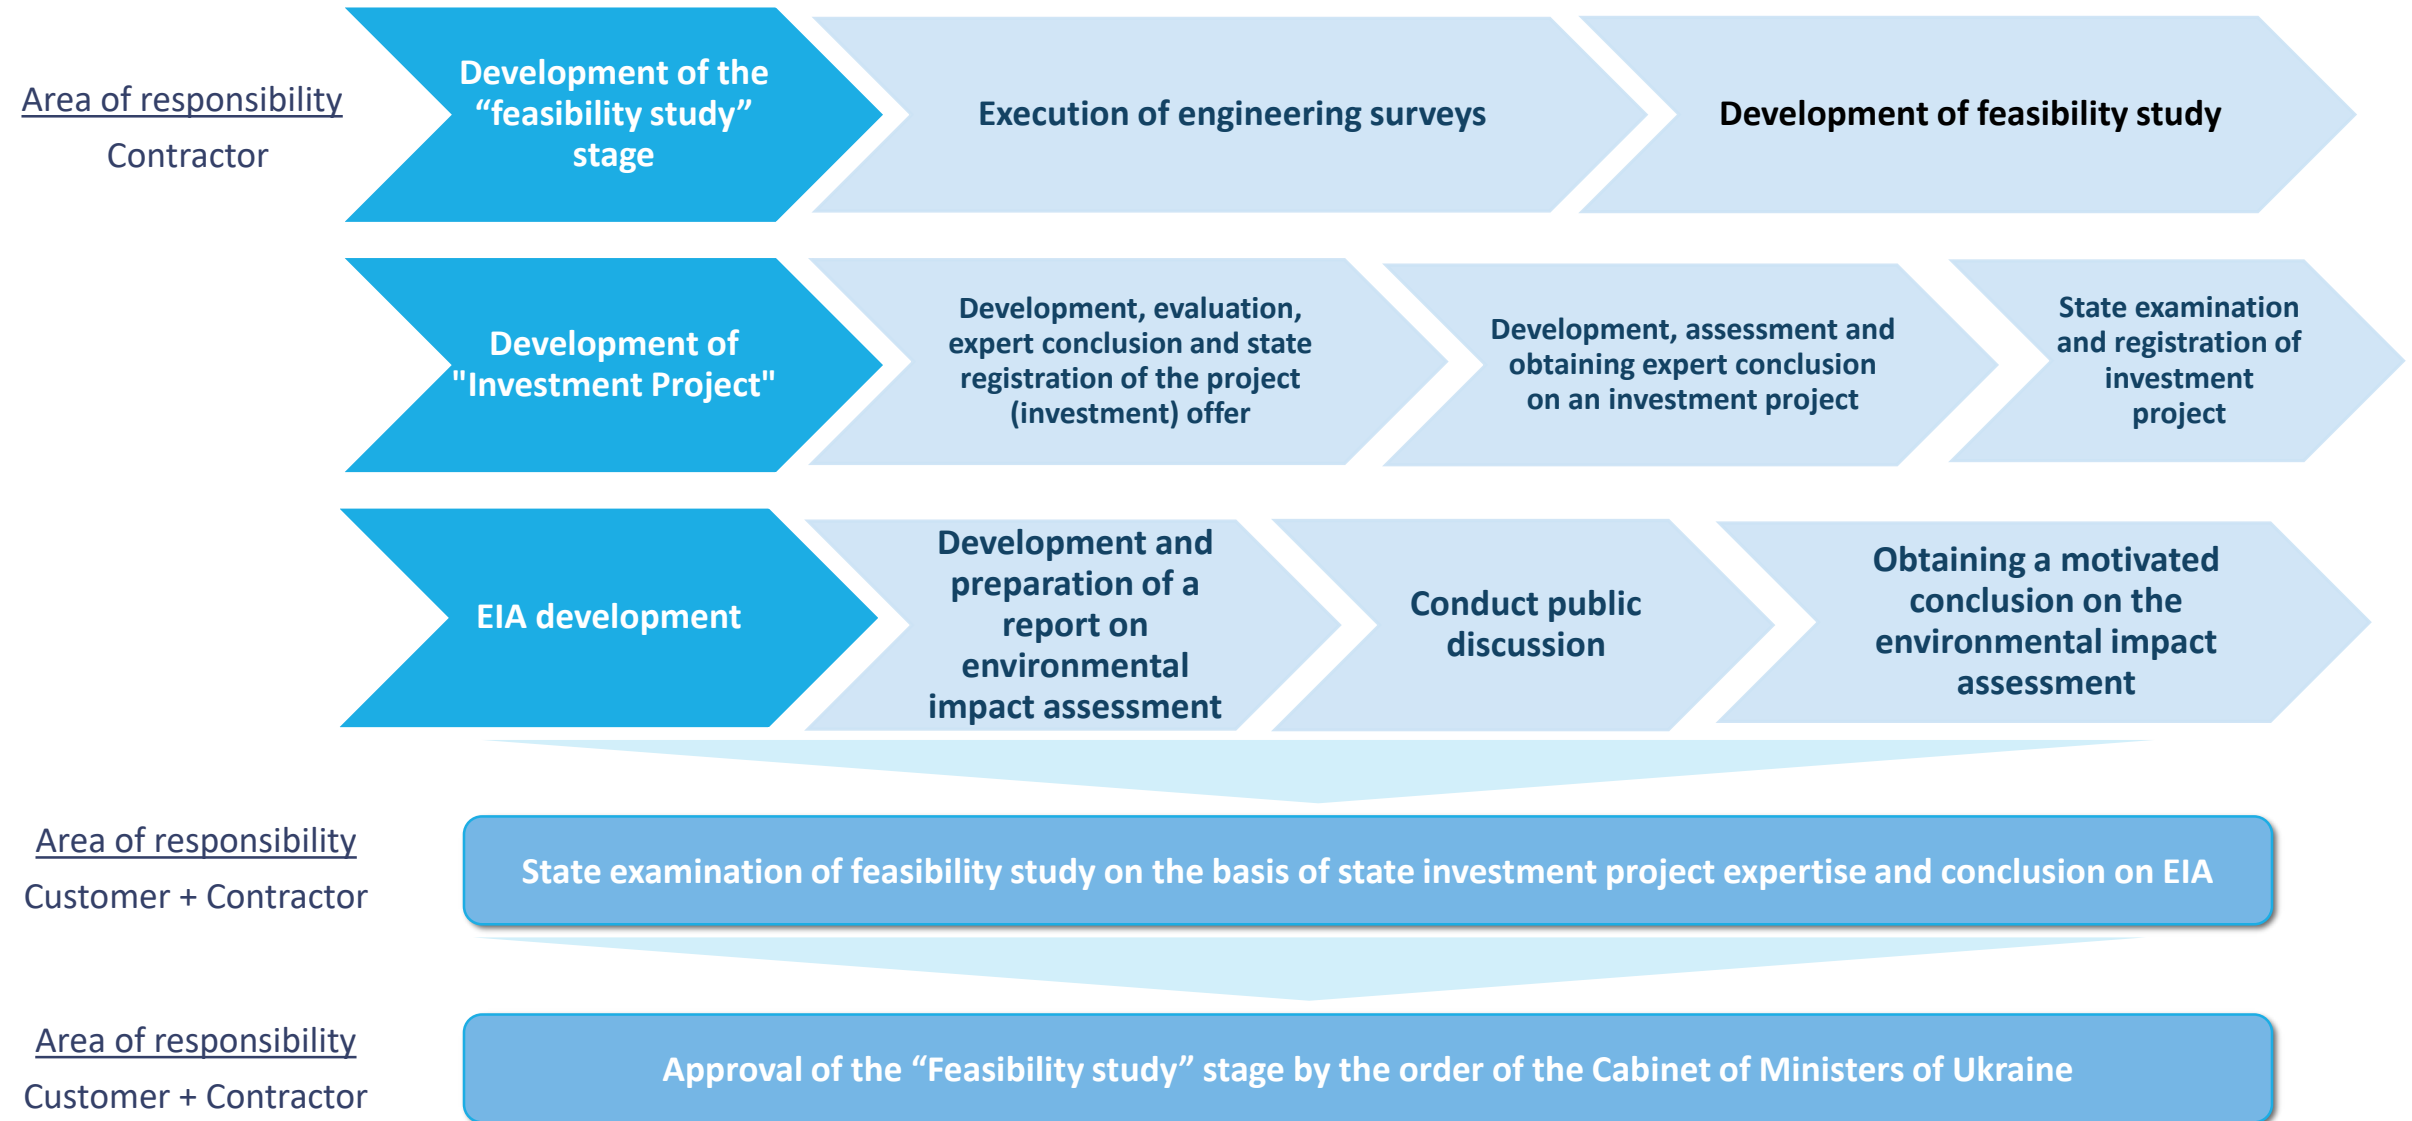 Area of responsibility
Contractor
Development of the
“feasibility study”
stage
Execution of engineering surveys
Development of feasibility study
Development of
"Investment Project"
Development, evaluation,
expert conclusion and state
registration of the project
(investment) offer
Development, assessment and
obtaining expert conclusion
on an investment project
State examination
and registration of
investment
project
EIA development
Development and
preparation of a
report on
environmental
impact assessment
Conduct public
discussion
Obtaining a motivated
conclusion on the
environmental impact
assessment
Area of responsibility
Customer + Contractor
State examination of feasibility study on the basis of state investment project expertise and conclusion on EIA
Area of responsibility
Customer + Contractor
Approval of the “Feasibility study” stage by the order of the Cabinet of Ministers of Ukraine